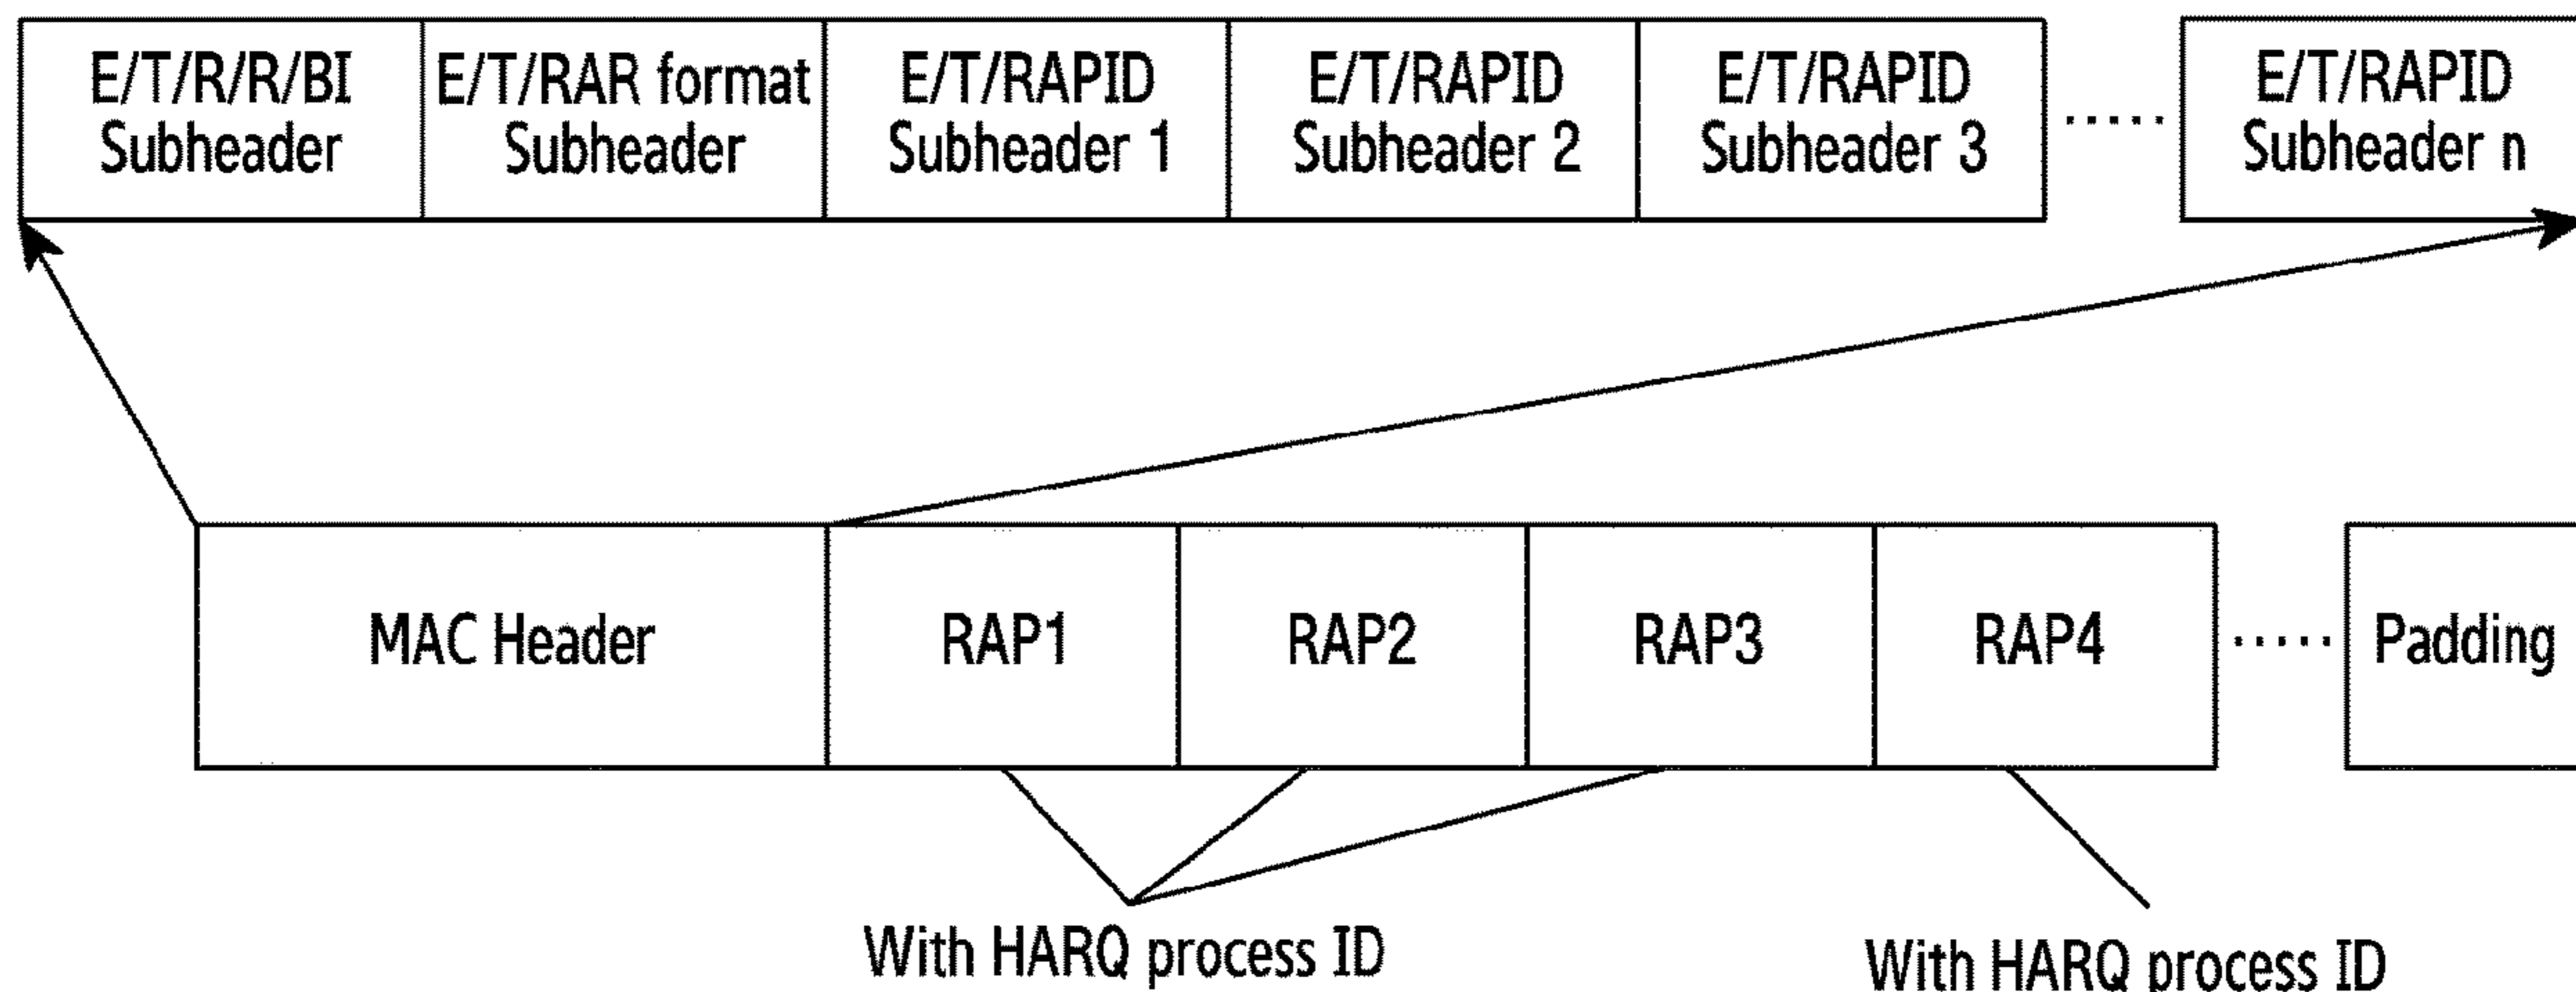 E/T/R/R/BI
Subheader
E/T/RAR format
Subheader
E/T/RAPID
Subheader 1
E/T/RAPID
Subheader 2
E/T/RAPID
Subheader 3
.....
E/T/RAPID
Subheader n
MAC Header
RAP1
RAP2
RAP3
RAP4
.....
Padding
With HARQ process ID
With HARQ process ID